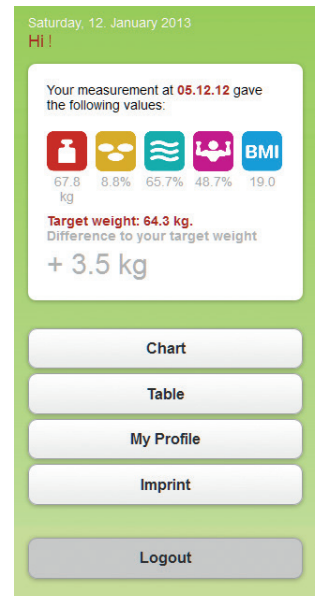 Saturday, 12. January 2013
Hi !
Your measurement at 05.12.12 gave
the following values:
BMI
67.8 8.8% 65.7% 48.7% 19.0
kg
Target weight: 64.3 kg.
Difference to your target weight
+ 3.5 kg
Chart
Table
My Profile
Imprint
Logout